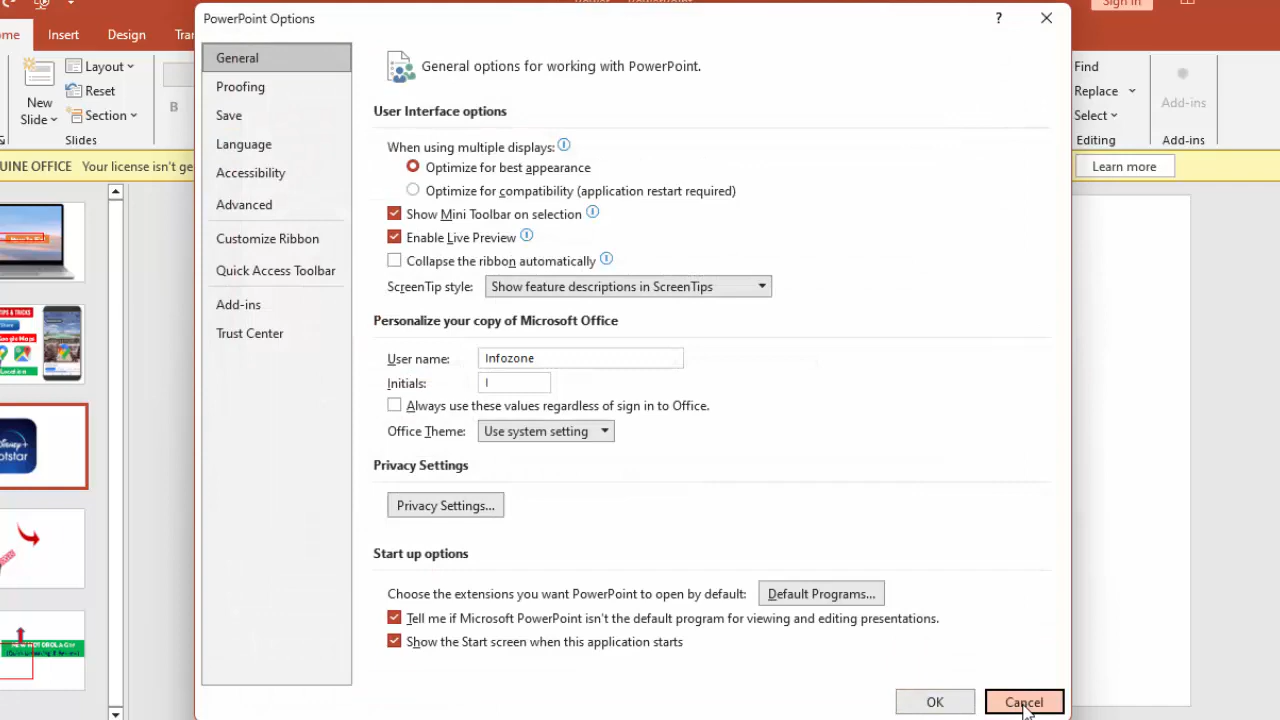 PowerPoint Options
?
Sign in
ome Insert Design Tra
General
Proofing
Save
Language
Accessibility
Advanced
Customize Ribbon
Quick Access Toolbar
Add-ins
Trust Center
General options for working with PowerPoint.
User Interface options
When using multiple displays:
Optimize for best appearance
Optimize for compatibility (application restart required)
Show Mini Toolbar on selection
Enable Live Preview
Collapse the ribbon automatically
ScreenTip style: Show feature descriptions in ScreenTips
Personalize your copy of Microsoft Office
User name: Infozone
Initials: I
Always use these values regardless of sign in to Office.
Office Theme: Use system setting
Privacy Settings
Privacy Settings...
Start up options
Choose the extensions you want PowerPoint to open by default: Default Programs...
Tell me if Microsoft PowerPoint isn't the default program for viewing and editing presentations.
Show the Start screen when this application starts
OK Cancel
New
Slide
Layout
Reset
Section
B
Slides
Find
Replace
Select
Editing
Add-ins
Add-ins
UINE OFFICE Your license isn't ge
Learn more
IPS & TRICKS
Share
oogle Maps
Disney+
otstar